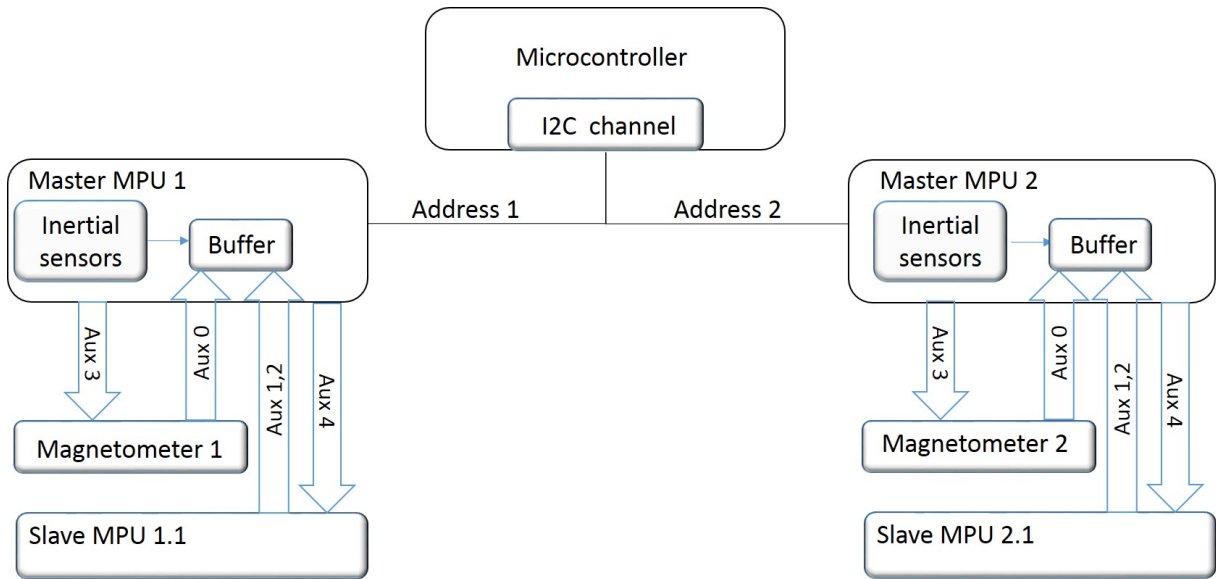 Microcontroller
I2C channel
Master MPU 1
Inertial
sensors
Buffer
Address 1
Address 2
Master MPU 2
Inertial
sensors
Buffer
Aux 3
Aux 0
Aux 1,2
Aux 4
Magnetometer 1
Slave MPU 1.1
Aux 3
Aux 0
Aux 1,2
Aux 4
Magnetometer 2
Slave MPU 2.1